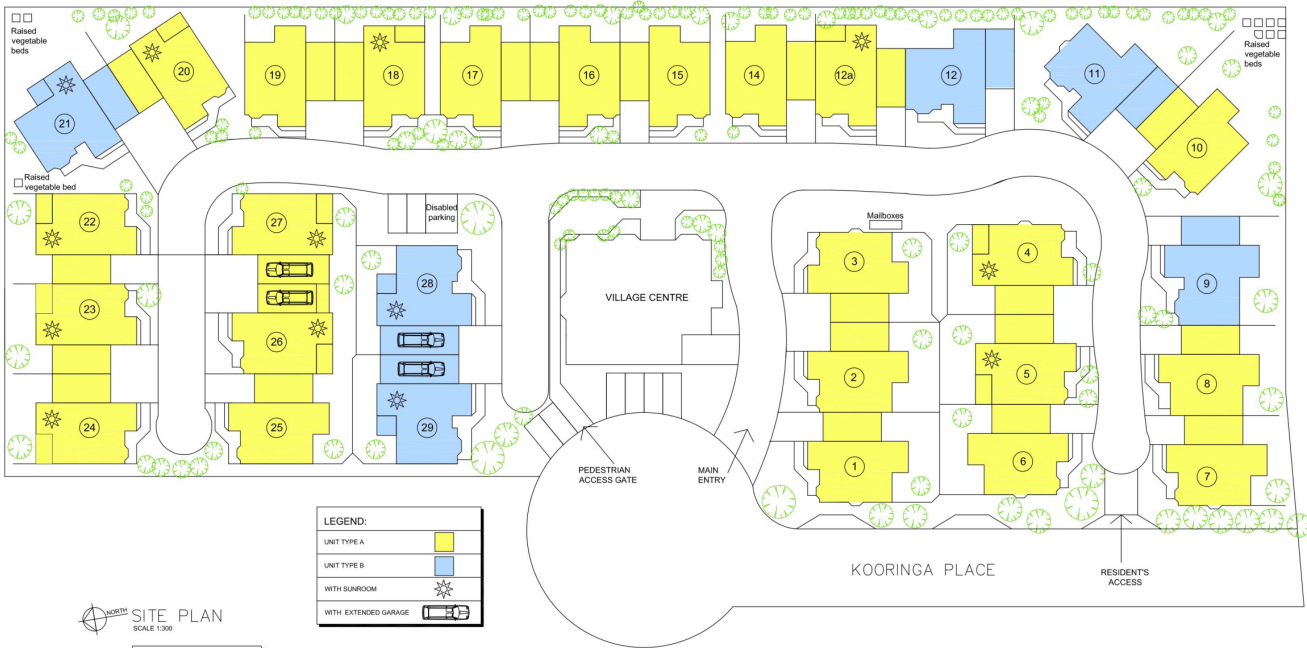 Raised
vegetable
beds
20
21
19
18
17
16
15
14
12a
12
11
10
Raised
vegetable
beds
Raised
vegetable bed
22
27
Disabled
parking
28
23
26
24
25
29
VILLAGE CENTRE
Mailboxes
3
4
9
2
5
8
1
6
7
PEDESTRIAN
ACCESS GATE
MAIN
ENTRY
KOORINGA PLACE
RESIDENT'S
ACCESS
LEGEND:
UNIT TYPE A
UNIT TYPE B
WITH SUNROOM
WITH EXTENDED GARAGE
NORTH
SITE PLAN
SCALE 1:300